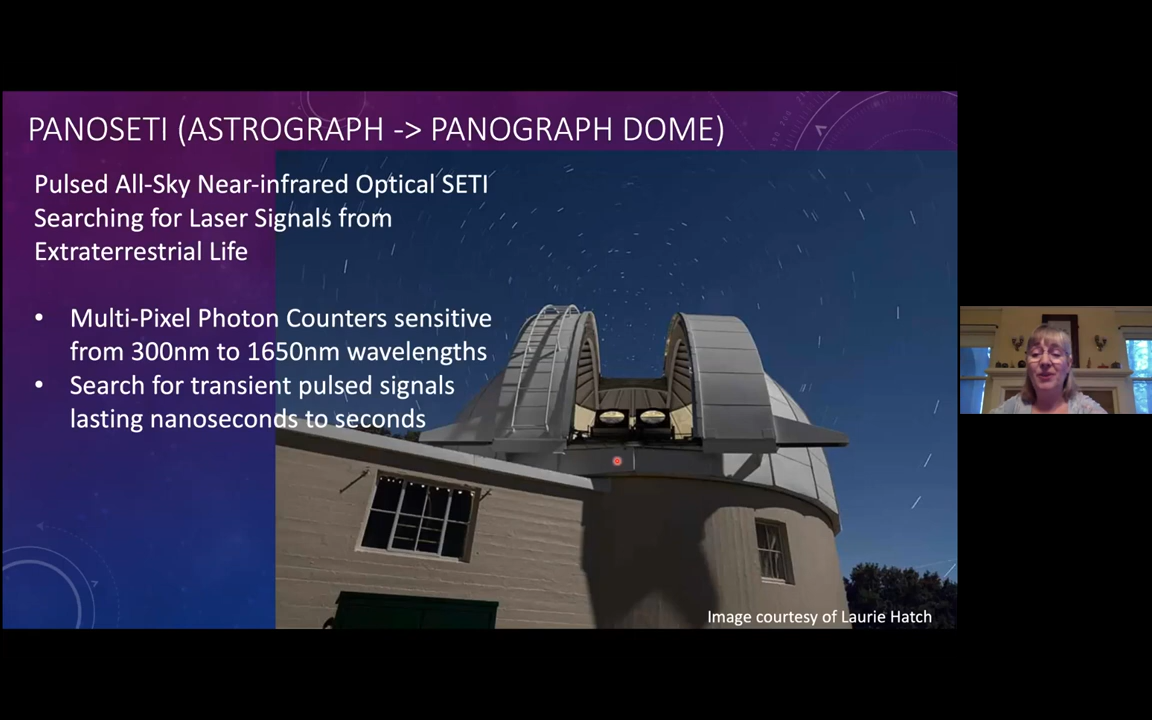 PANOSETI (ASTROGRAPH -> PANOGRAPH DOME)
Pulsed All-Sky Near-infrared Optical SETI
Searching for Laser Signals from
Extraterrestrial Life
• Multi-Pixel Photon Counters sensitive
from 300nm to 1650nm wavelengths
• Search for transient pulsed signals
lasting nanoseconds to seconds
Image courtesy of Laurie Hatch